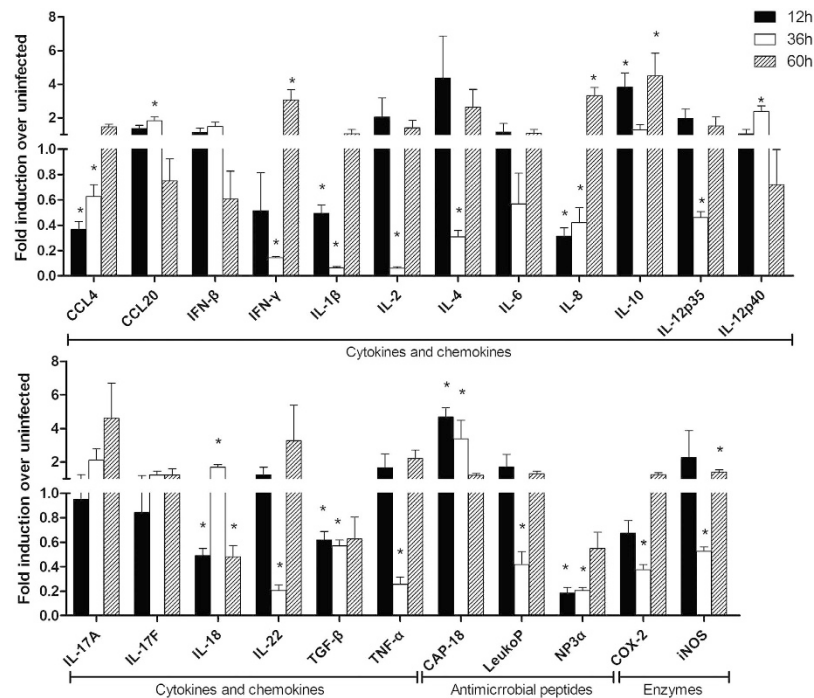 8
6
4
2
1.0
0.8
0.6
0.4
0.2
0.0
Fold induction over uninfected
12h
36h
60h
* * * * * * * * * * * * * * * *
CCL4 CCL20 IFN-β IFN-γ IL-1β IL-2 IL-4 IL-6 IL-8 IL-10 IL-12p35 IL-12p40
Cytokines and chemokines
8
6
4
2
1.0
0.8
0.6
0.4
0.2
0.0
Fold induction over uninfected
* * * * * * * * * * * * * * *
IL-17A IL-17F IL-18 IL-22 TGF-β TNF-α CAP-18 LeukoP NP3α COX-2 iNOS
Cytokines and chemokines Antimicrrobial peptides Enzymes